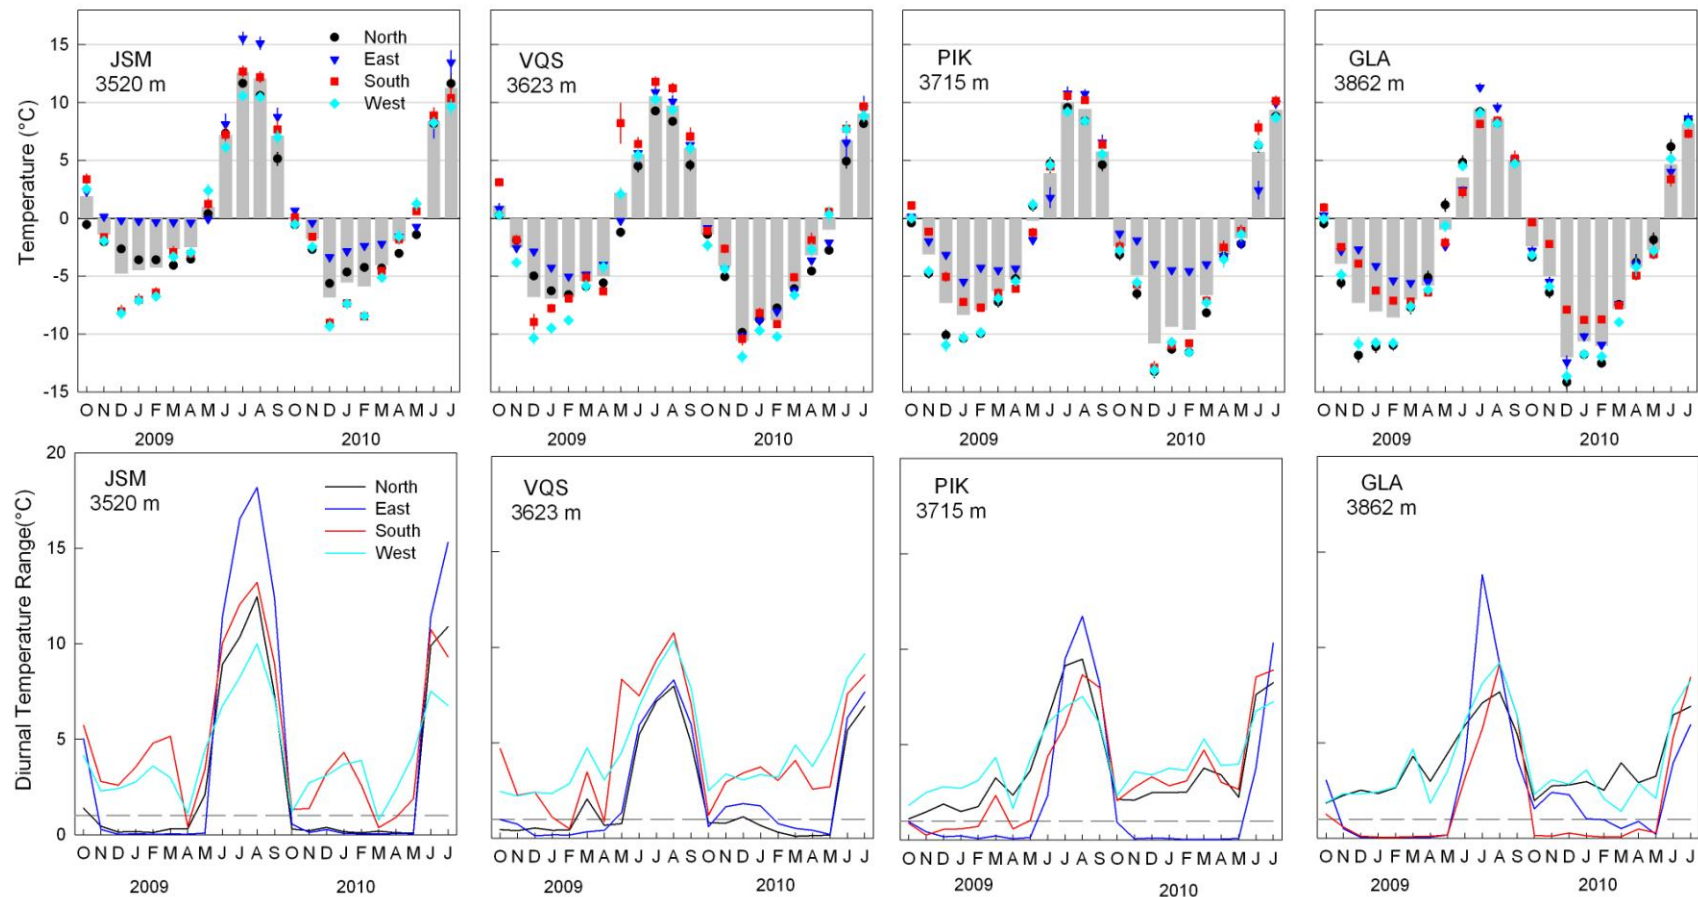 Temperature (°C)
15
10
5
0
-5
-10
-15
JSM
3520 m
North
East
South
West
O N D J F M A M J J A S O N D J F M A M J J
2009
2010
VQS
3623 m
O N D J F M A M J J A S O N D J F M A M J J
2009
2010
PIK
3715 m
O N D J F M A M J J A S O N D J F M A M J J
2009
2010
GLA
3862 m
O N D J F M A M J J A S O N D J F M A M J J
2009
2010
Diurnal Temperature Range(°C)
20
15
10
5
0
JSM
3520 m
North
East
South
West
O N D J F M A M J J A S O N D J F M A M J J
2009
2010
VQS
3623 m
O N D J F M A M J J A S O N D J F M A M J J
2009
2010
PIK
3715 m
O N D J F M A M J J A S O N D J F M A M J J
2009
2010
GLA
3862 m
O N D J F M A M J J A S O N D J F M A M J J
2009
2010